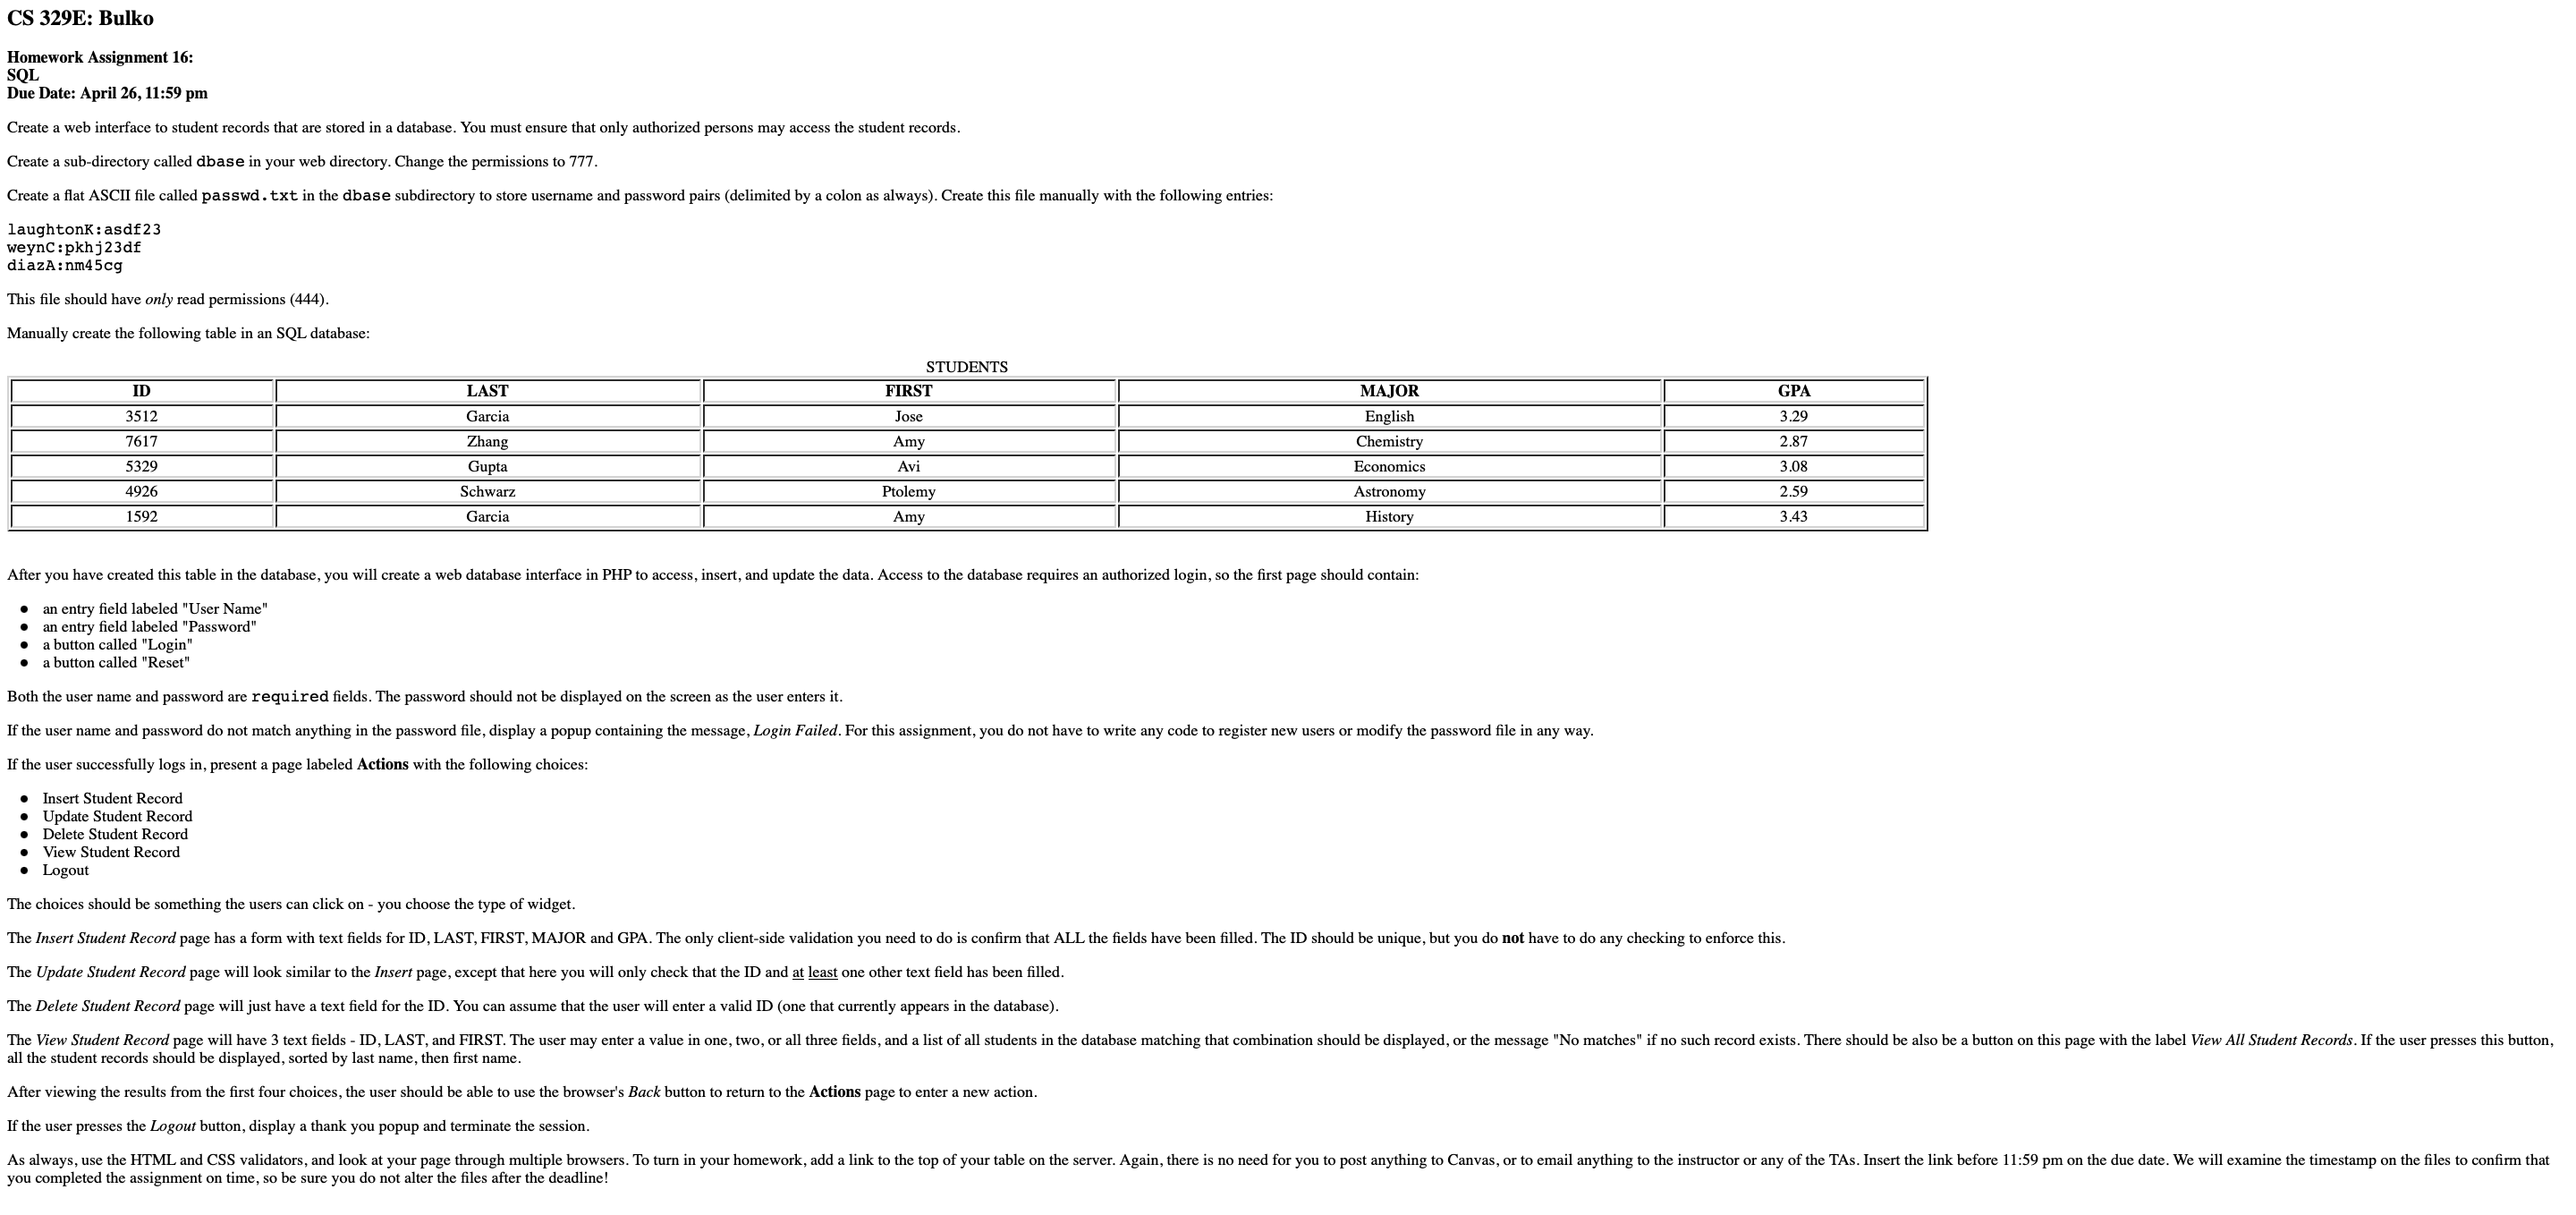 CS 329E: Bulko
Homework Assignment 16:
SQL
Due Date: April 26, 11:59 pm
Create a web interface to student records that are stored in a database. You must ensure that only authorized persons may access the student records.
Create a sub-directory called dbase in your web directory. Change the permissions to 777.
Create a flat ASCII file called passwd.txt in the dbase subdirectory to store username and password pairs (delimited by a colon as always). Create this file manually with the following entries:
laughtonK:asdf23
weynC:pkhj23df
diazA:nm45cg
This file should have only read permissions (444).
Manually create the following table in an SQL database:
STUDENTS
ID LAST FIRST MAJOR GPA
3512 Garcia Jose English 3.29
7617 Zhang Amy Chemistry 2.87
5329 Gupta Avi Economics 3.08
4926 Schwarz Ptolemy Astronomy 2.59
1592 Garcia Amy History 3.43
After you have created this table in the database, you will create a web database interface in PHP to access, insert, and update the data. Access to the database requires an authorized login, so the first page should contain:
● an entry field labeled "User Name"
● an entry field labeled "Password"
● a button called "Login"
● a button called "Reset"
Both the user name and password are required fields. The password should not be displayed on the screen as the user enters it.
If the user name and password do not match anything in the password file, display a popup containing the message, Login Failed. For this assignment, you do not have to write any code to register new users or modify the password file in any way.
If the user successfully logs in, present a page labeled Actions with the following choices:
● Insert Student Record
● Update Student Record
● Delete Student Record
● View Student Record
● Logout
The choices should be something the users can click on - you choose the type of widget.
The Insert Student Record page has a form with text fields for ID, LAST, FIRST, MAJOR and GPA. The only client-side validation you need to do is confirm that ALL the fields have been filled. The ID should be unique, but you do not have to do any checking to enforce this.
The Update Student Record page will look similar to the Insert page, except that here you will only check that the ID and at least one other text field has been filled.
The Delete Student Record page will just have a text field for the ID. You can assume that the user will enter a valid ID (one that currently appears in the database).
The View Student Record page will have 3 text fields - ID, LAST, and FIRST. The user may enter a value in one, two, or all three fields, and a list of all students in the database matching that combination should be displayed, or the message "No matches" if no such record exists. There should be also be a button on this page with the label View All Student Records. If the user presses this button,
all the student records should be displayed, sorted by last name, then first name.
After viewing the results from the first four choices, the user should be able to use the browser's Back button to return to the Actions page to enter a new action.
If the user presses the Logout button, display a thank you popup and terminate the session.
As always, use the HTML and CSS validators, and look at your page through multiple browsers. To turn in your homework, add a link to the top of your table on the server. Again, there is no need for you to post anything to Canvas, or to email anything to the instructor or any of the TAs. Insert the link before 11:59 pm on the due date. We will examine the timestamp on the files to confirm that
you completed the assignment on time, so be sure you do not alter the files after the deadline!